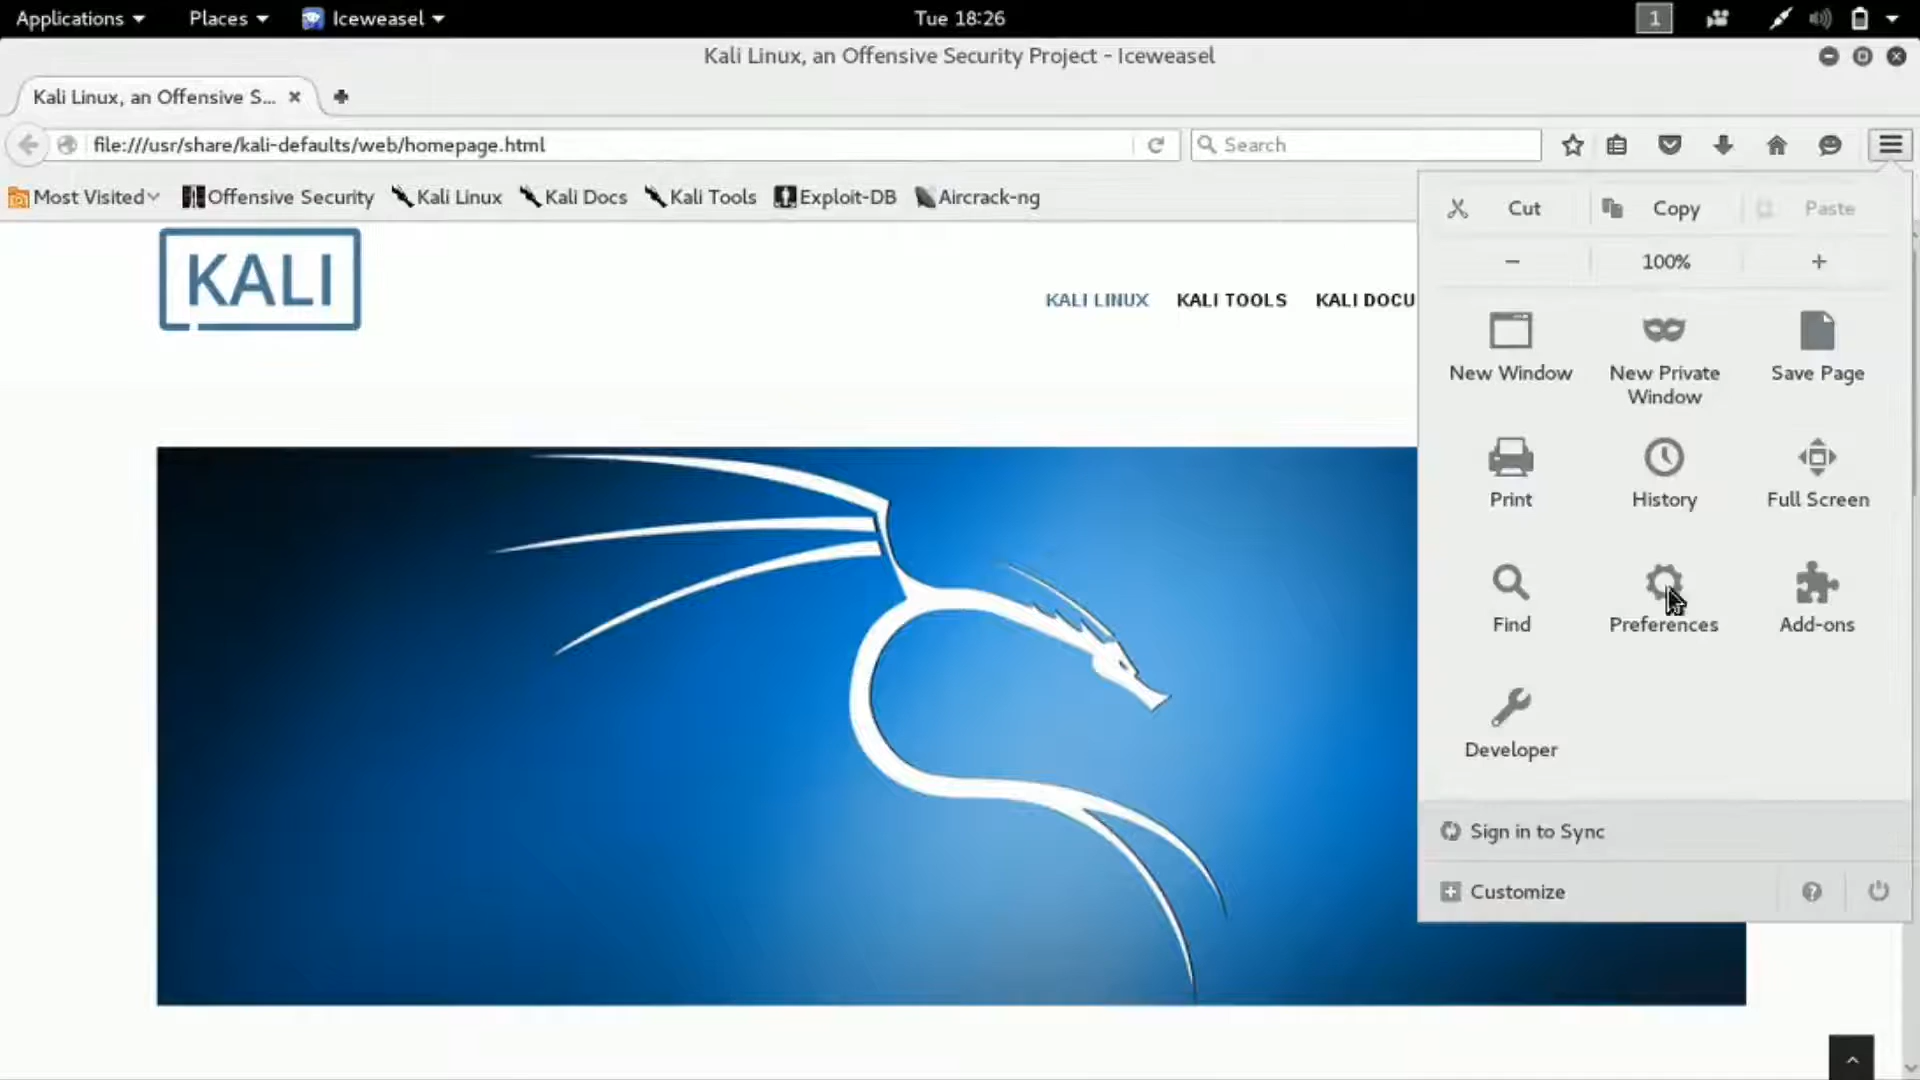 Applications Places Iceweasel Tue 18:26 1
Kali Linux, an Offensive Security Project - Iceweasel
Kali Linux, an Offensive S...
file:///usr/share/kali-defaults/web/homepage.html Search
Most Visited Offensive Security Kali Linux Kali Docs Kali Tools Exploit-DB Aircrack-ng
KALI
KALI LINUX KALI TOOLS KALI DOCU
Cut Copy Paste
− 100% +
New Window New Private Window Save Page
Print History Full Screen
Find Preferences Add-ons
Developer
Sign in to Sync
Customize